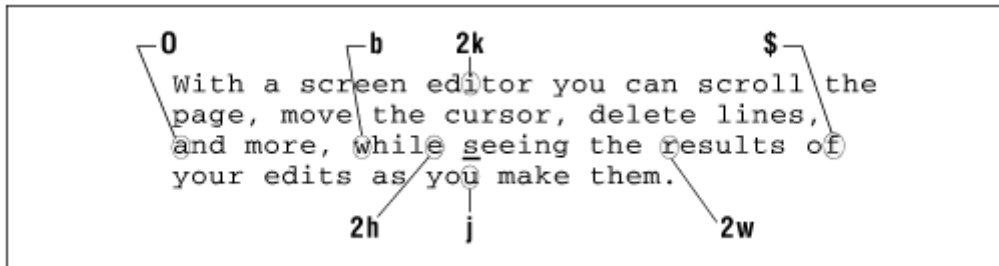 0 b 2k $
With a screen editor you can scroll the
page, move the cursor, delete lines,
and more, while seeing the results of
your edits as you make them.
2h j 2w